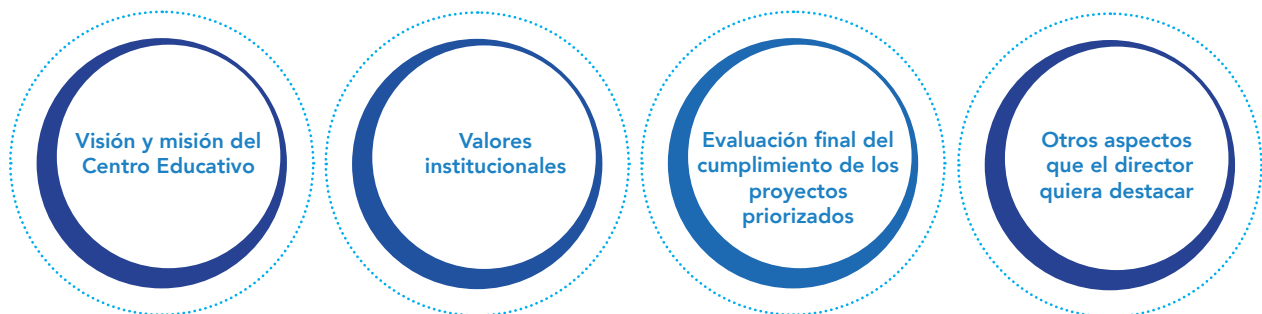 Visión y misión del
Centro Educativo
Valores
institucionales
Evaluación final del
cumplimiento de los
proyectos
priorizados
Otros aspectos
que el director
quiera destacar